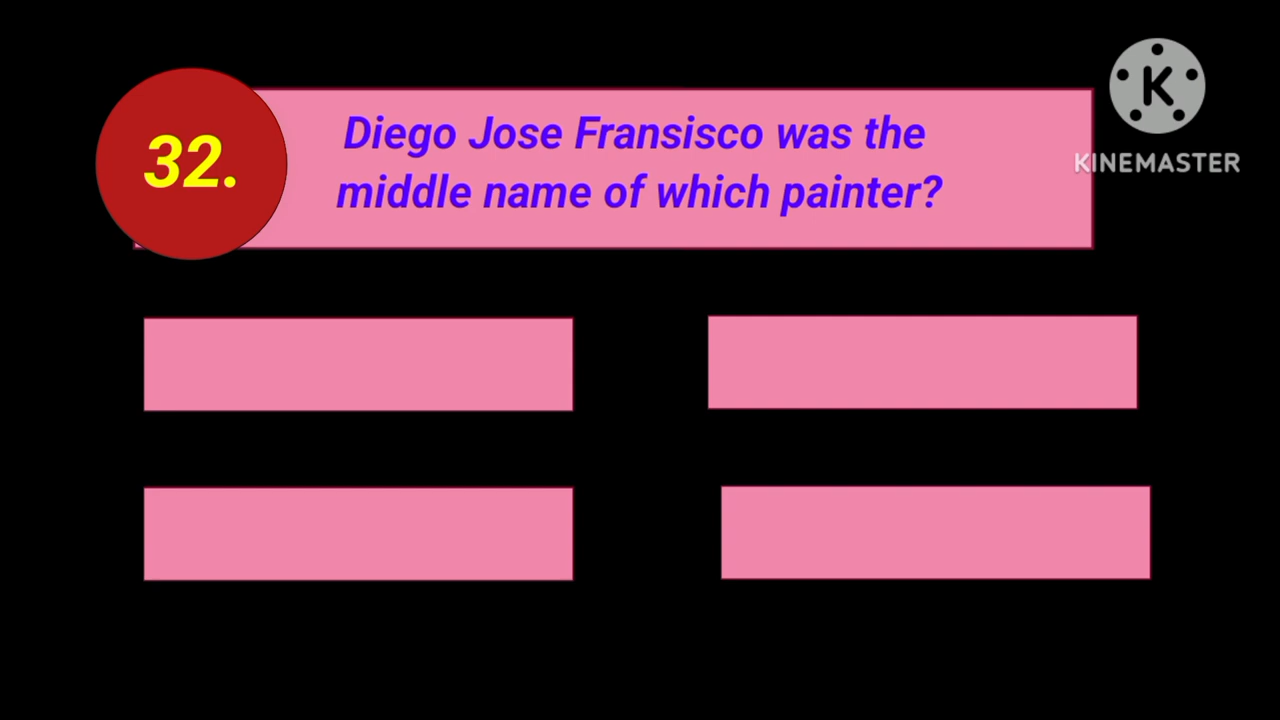 32.
Diego Jose Fransisco was the
middle name of which painter?
K
KINEMASTER